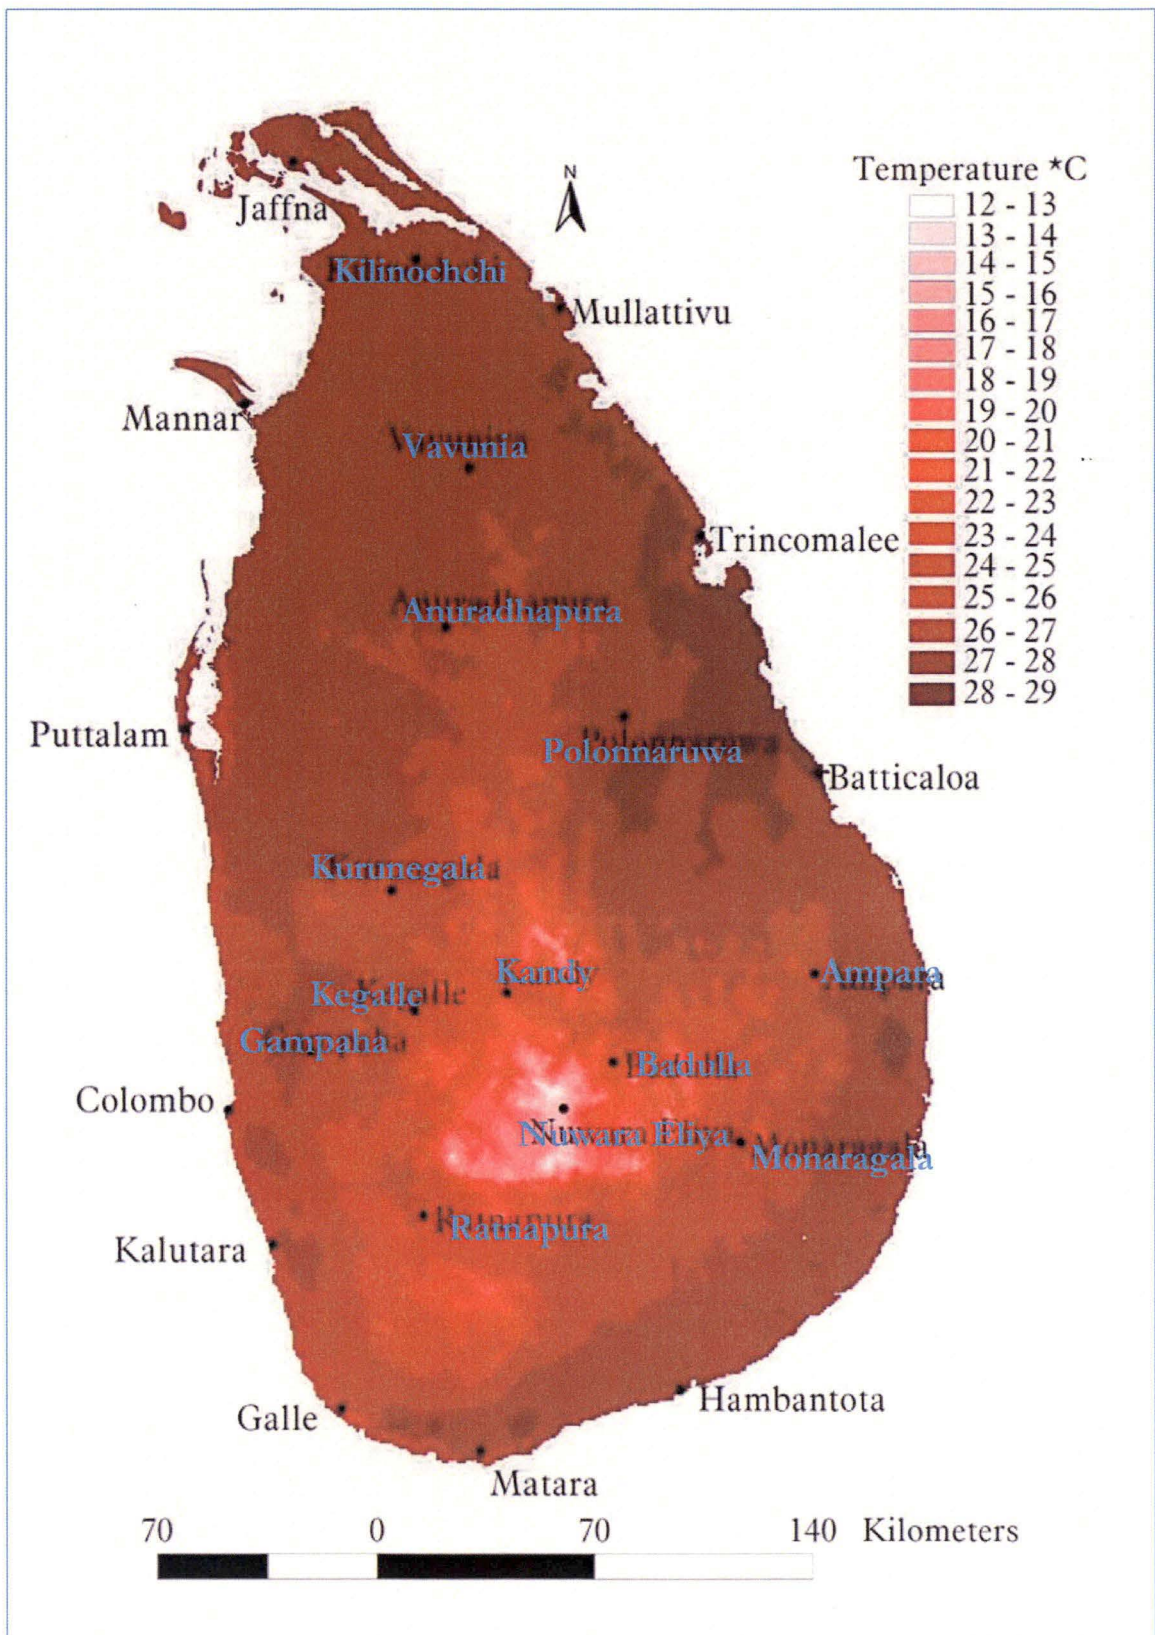 N
Temperature *C
12 - 13
13 - 14
14 - 15
15 - 16
16 - 17
17 - 18
18 - 19
19 - 20
20 - 21
21 - 22
22 - 23
23 - 24
24 - 25
25 - 26
26 - 27
27 - 28
28 - 29
Jaffna
Kilinochchi
Mullattivu
Mannar
Vavunia
Trincomalee
Anuradhapura
Puttalam
Polonnaruwa
Batticaloa
Kurunegala
Kandy
Ampara
Kegalle
Gampaha
Badulla
Colombo
Nuwara Eliya
Monaragala
Ratnapura
Kalutara
Hambantota
Galle
Matara
70 0 70 140 Kilometers